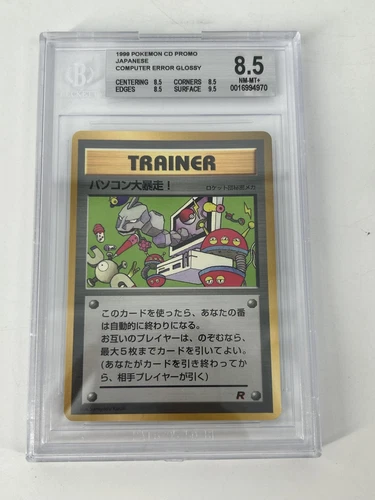 1999 POKEMON CD PROMO
JAPANESE
COMPUTER ERROR GLOSSY
8.5
NM-MT+
CENTERING 8.5 CORNERS 8.5
EDGES 8.5 SURFACE 9.5
0016994970
TRAINER
パソコン大暴走!
ロケット団の秘密メカ
このカードを使ったら、あなたの番
は自動的に終わりになる。
お互いのプレイヤーは、のぞむなら、
最大5枚までカードを引いてよい。
(あなたがカードを引き終わってか
ら、相手プレイヤーが引く)
R